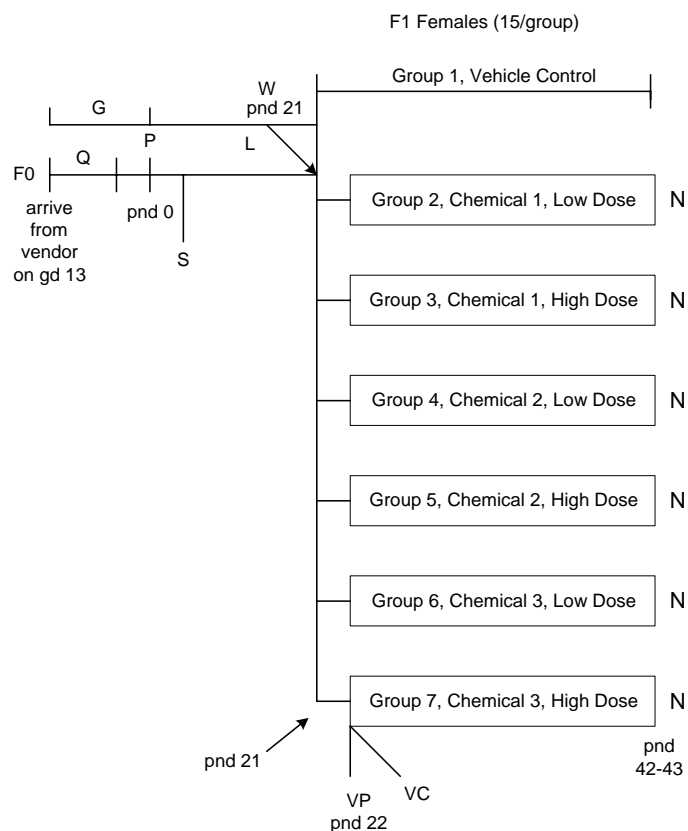 F1 Females (15/group)
Group 1, Vehicle Control
W
pnd 21
G
P
L
Q
F0
arrive
from
vendor
on gd 13
pnd 0
S
Group 2, Chemical 1, Low Dose
N
Group 3, Chemical 1, High Dose
N
Group 4, Chemical 2, Low Dose
N
Group 5, Chemical 2, High Dose
N
Group 6, Chemical 3, Low Dose
N
Group 7, Chemical 3, High Dose
N
pnd 21
pnd
42-43
VP
pnd 22
VC